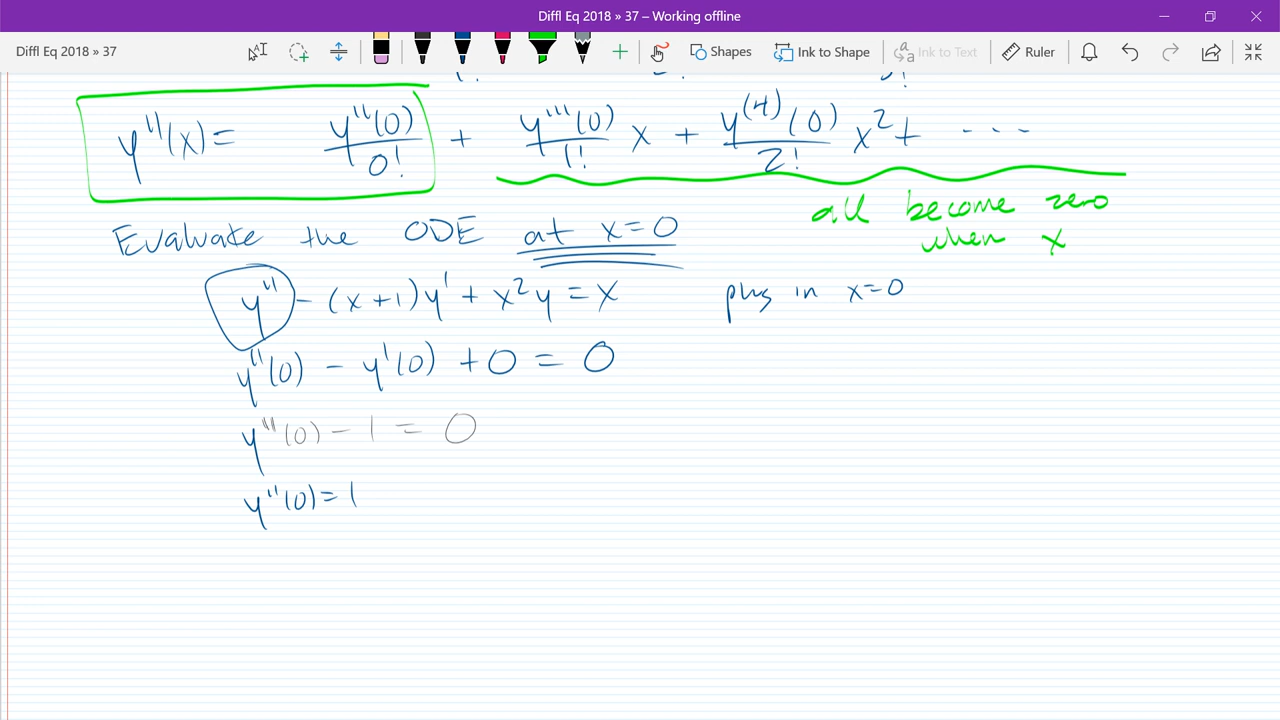 Diffl Eq 2018 » 37 – Working offline
Diffl Eq 2018 » 37
Shapes
Ink to Shape
Ink to Text
Ruler
y''(x) = y''(0)/0! + y'''(0)/1! x + y^(4)(0)/2! x² + ...
all become zero
when x
Evaluate the ODE at x=0
y'' - (x+1)y' + x²y = x plug in x=0
y''(0) - y'(0) + 0 = 0
y''(0) - 1 = 0
y''(0) = 1